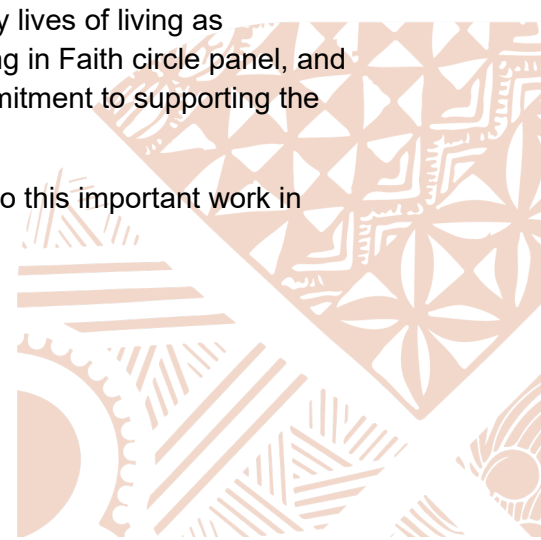 lives of living as
g in Faith circle panel, and
mitment to supporting the
o this important work in